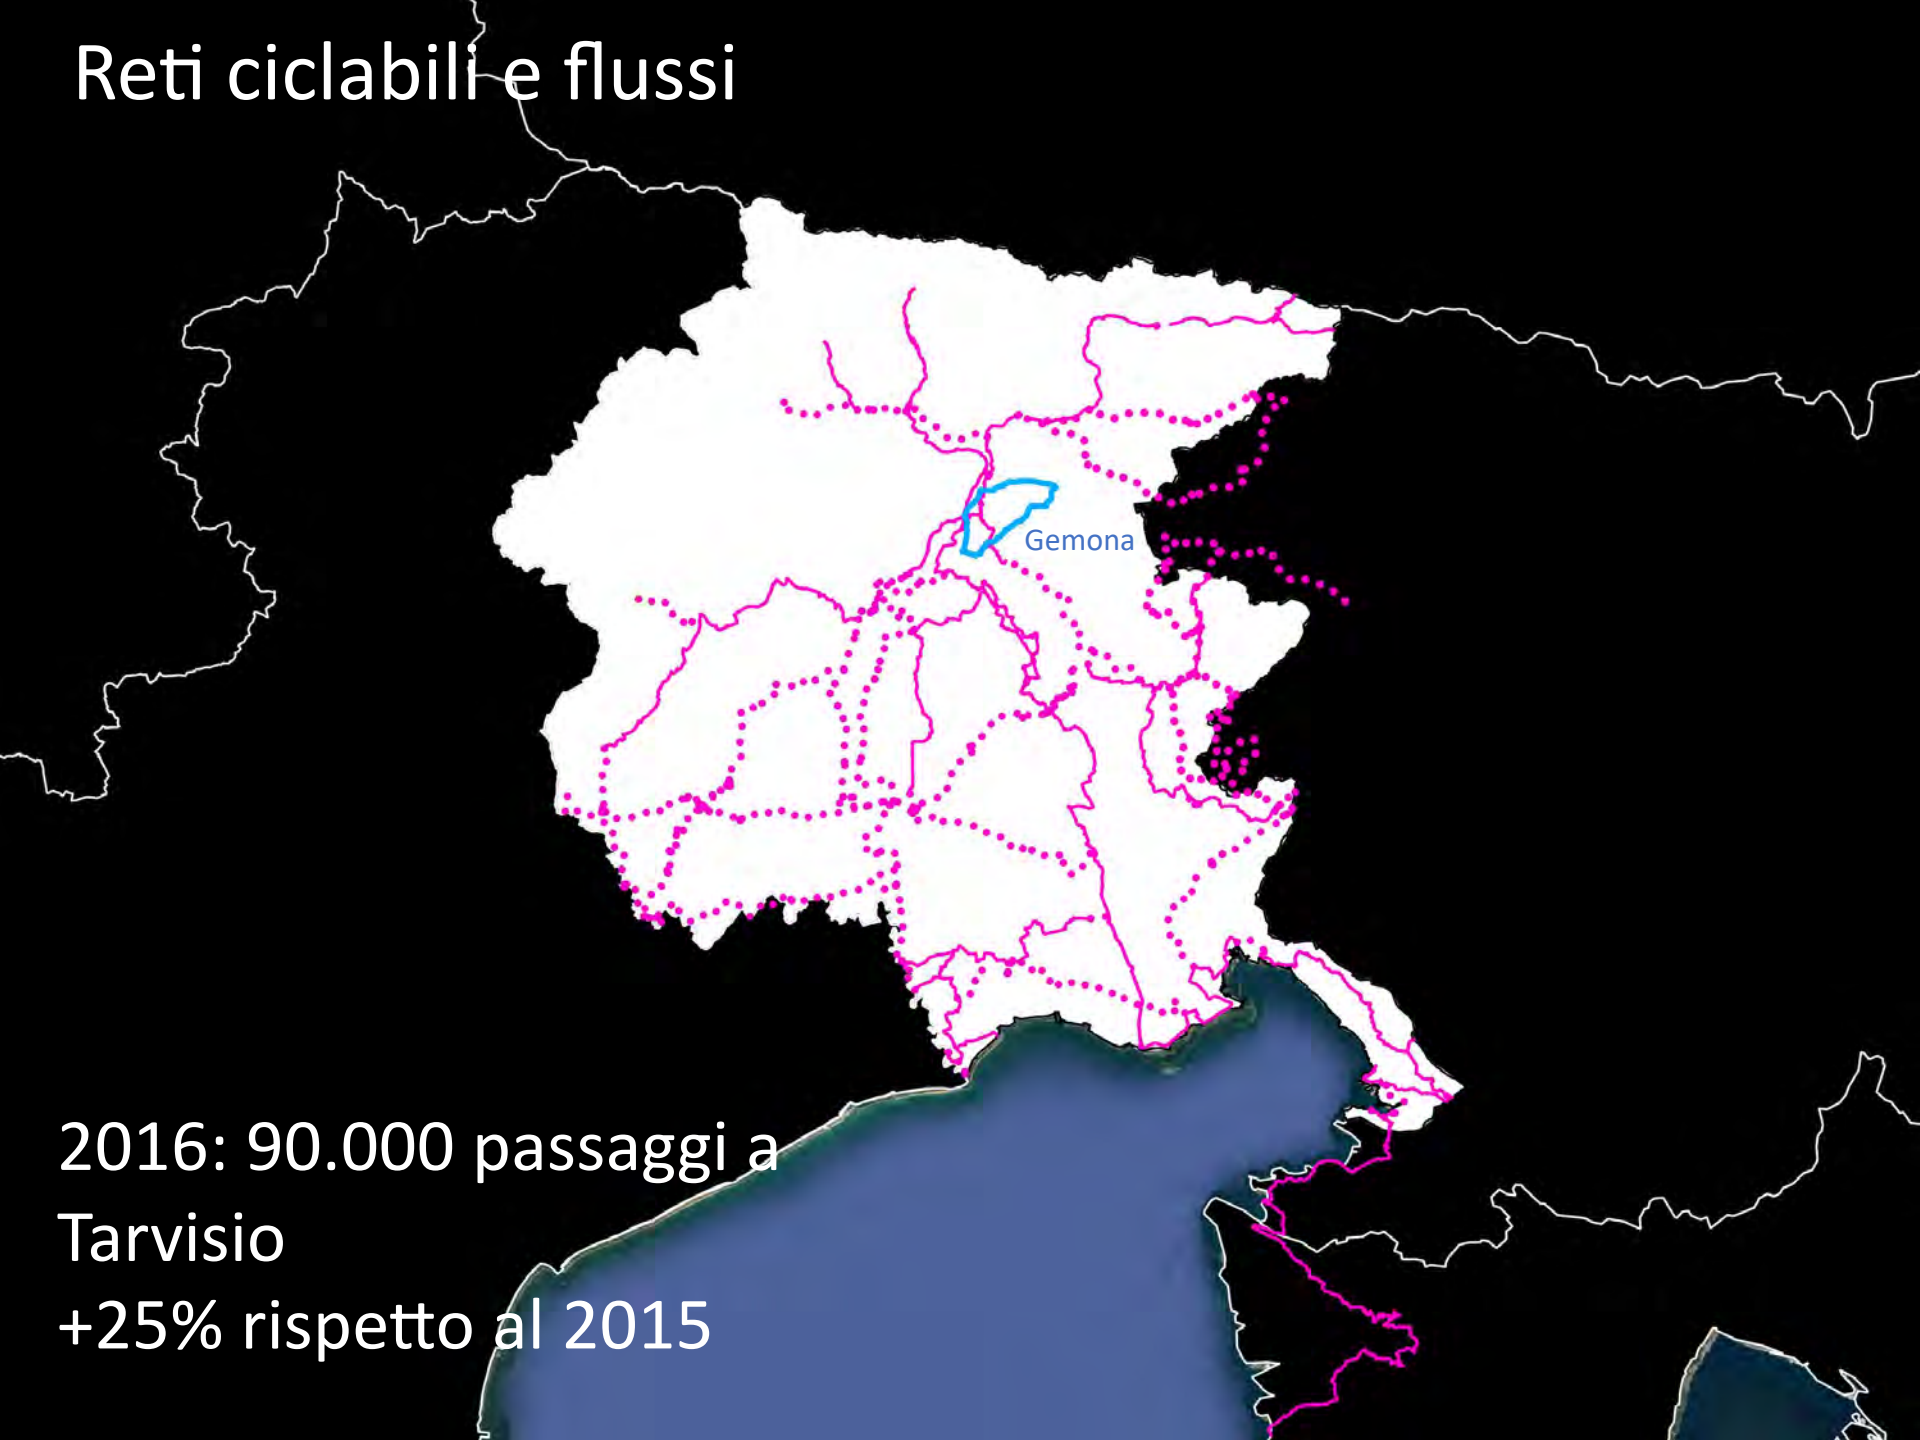 Reti ciclabili e flussi
Gemona
2016: 90.000 passaggi a
Tarvisio
+25% rispetto al 2015